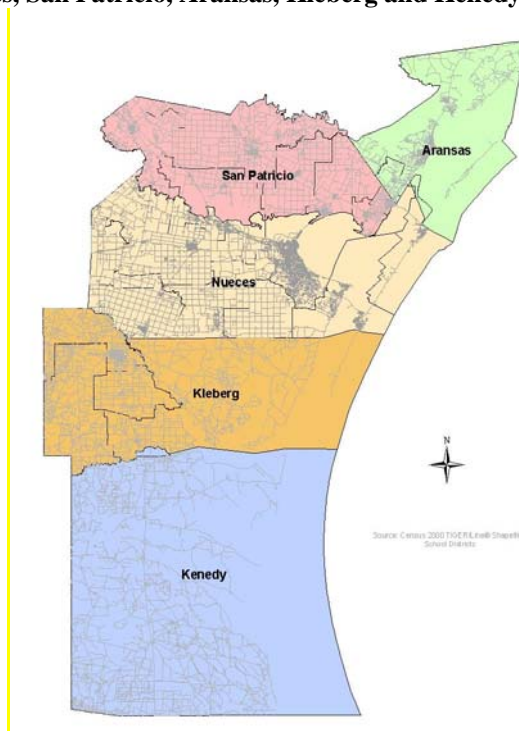 s, San Patricio, Aransas, Kleberg and Kenedy
Aransas
San Patricio
Nueces
Kleberg
N
Source: Census 2000 TIGER/Line® Shapefil
School Districts
Kenedy